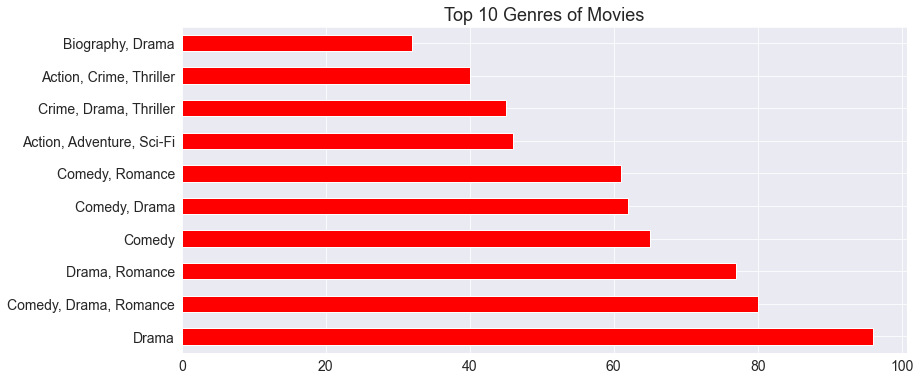 Top 10 Genres of Movies
Biography, Drama
Action, Crime, Thriller
Crime, Drama, Thriller
Action, Adventure, Sci-Fi
Comedy, Romance
Comedy, Drama
Comedy
Drama, Romance
Comedy, Drama, Romance
Drama
0 20 40 60 80 100